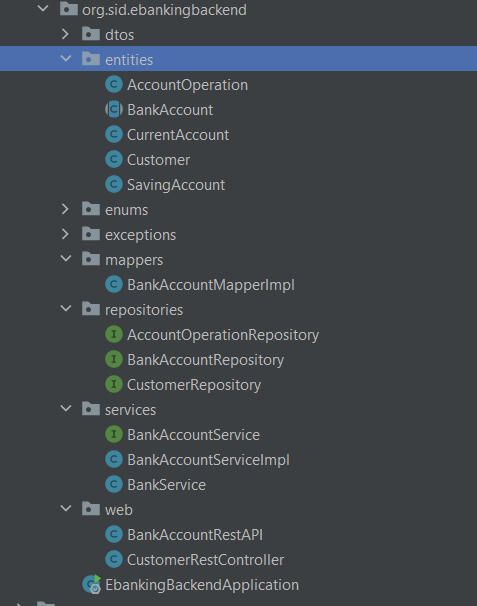 org.sid.ebankingbackend
dtos
entities
AccountOperation
BankAccount
CurrentAccount
Customer
SavingAccount
enums
exceptions
mappers
BankAccountMapperImpl
repositories
AccountOperationRepository
BankAccountRepository
CustomerRepository
services
BankAccountService
BankAccountServiceImpl
BankService
web
BankAccountRestAPI
CustomerRestController
EbankingBackendApplication